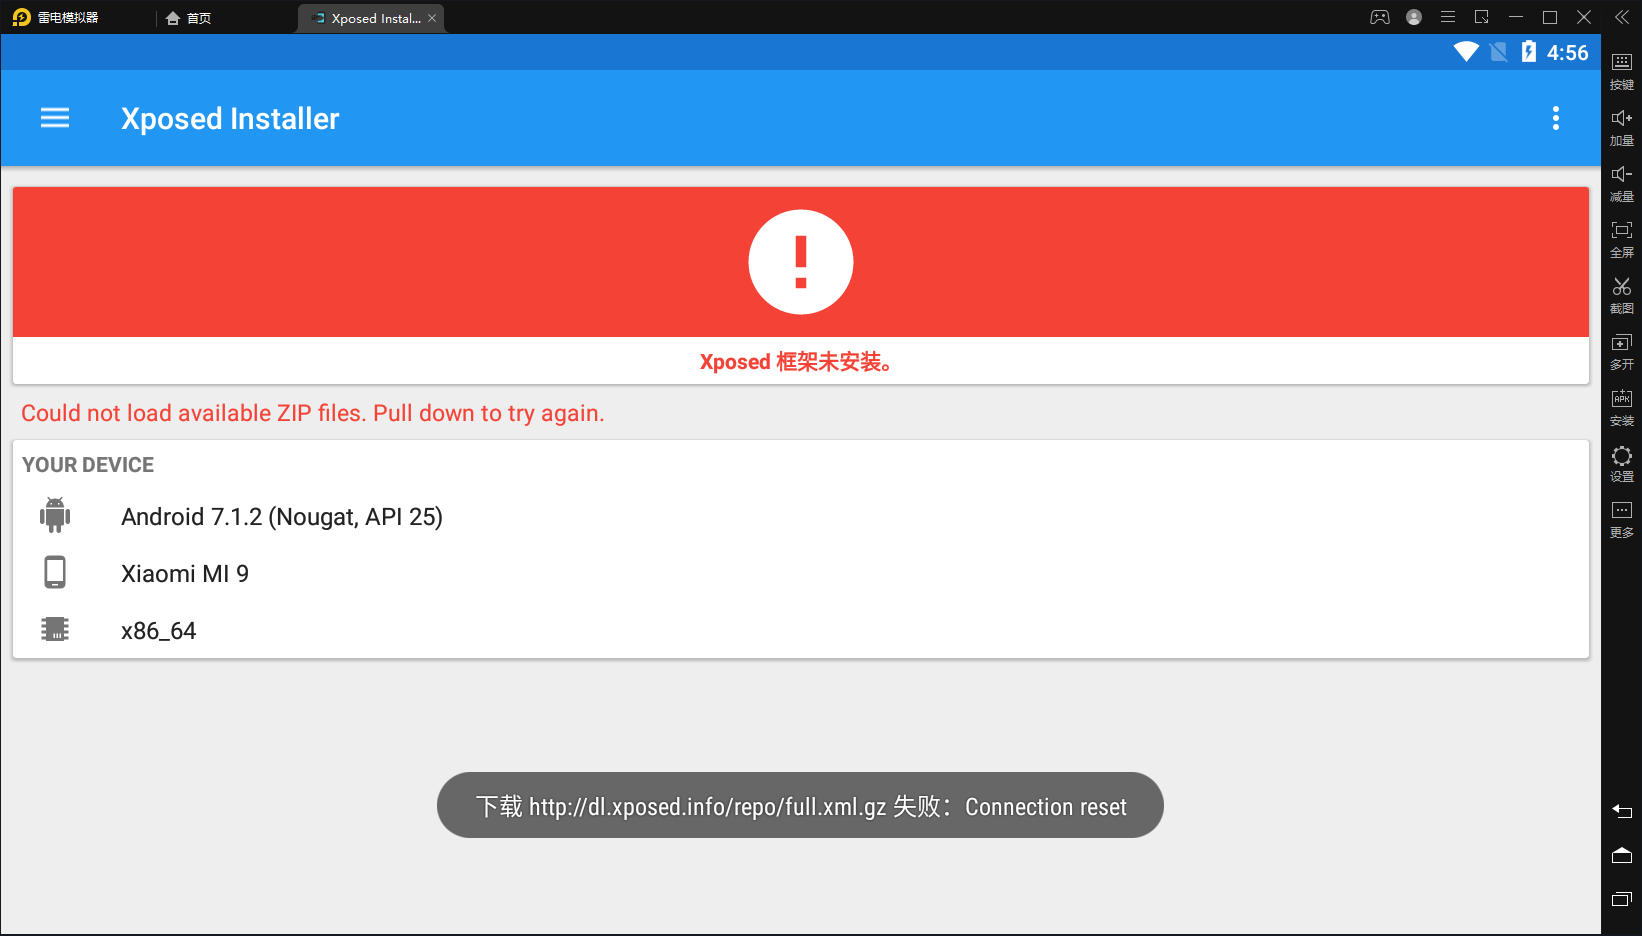 雷电模拟器
首页
Xposed Instal...
4:56
Xposed Installer
Xposed 框架未安装。
Could not load available ZIP files. Pull down to try again.
YOUR DEVICE
Android 7.1.2 (Nougat, API 25)
Xiaomi MI 9
x86_64
下载 http://dl.xposed.info/repo/full.xml.gz 失败：Connection reset
按键
加量
减量
全屏
截图
多开
APK
安装
设置
更多